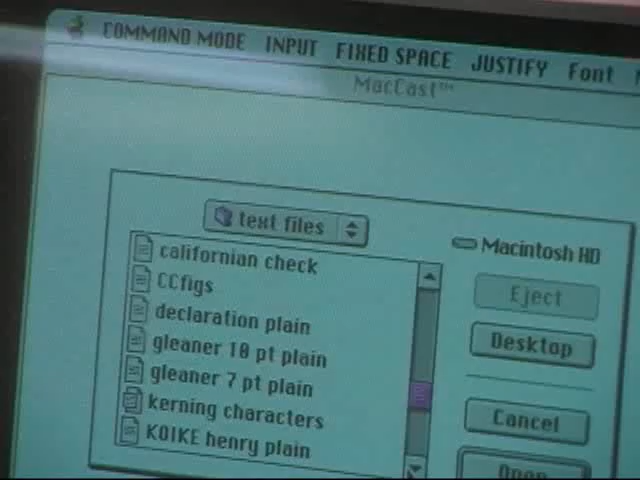 COMMAND MODE INPUT FIXED SPACE JUSTIFY Font
MacCast™
text files
Macintosh HD
californian check
CCfigs
declaration plain
gleaner 10 pt plain
gleaner 7 pt plain
kerning characters
KOIKE henry plain
Eject
Desktop
Cancel
Open